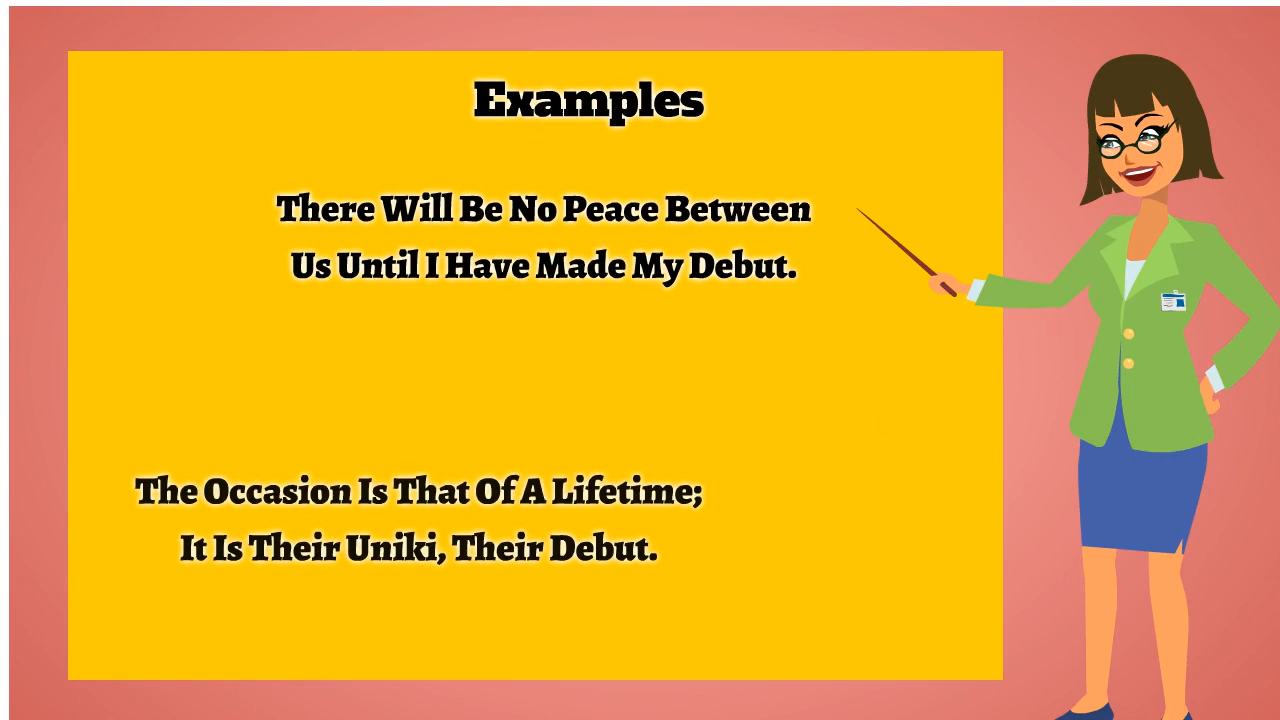 Examples
There Will Be No Peace Between
Us Until I Have Made My Debut.
The Occasion Is That Of A Lifetime;
It Is Their Uniki, Their Debut.